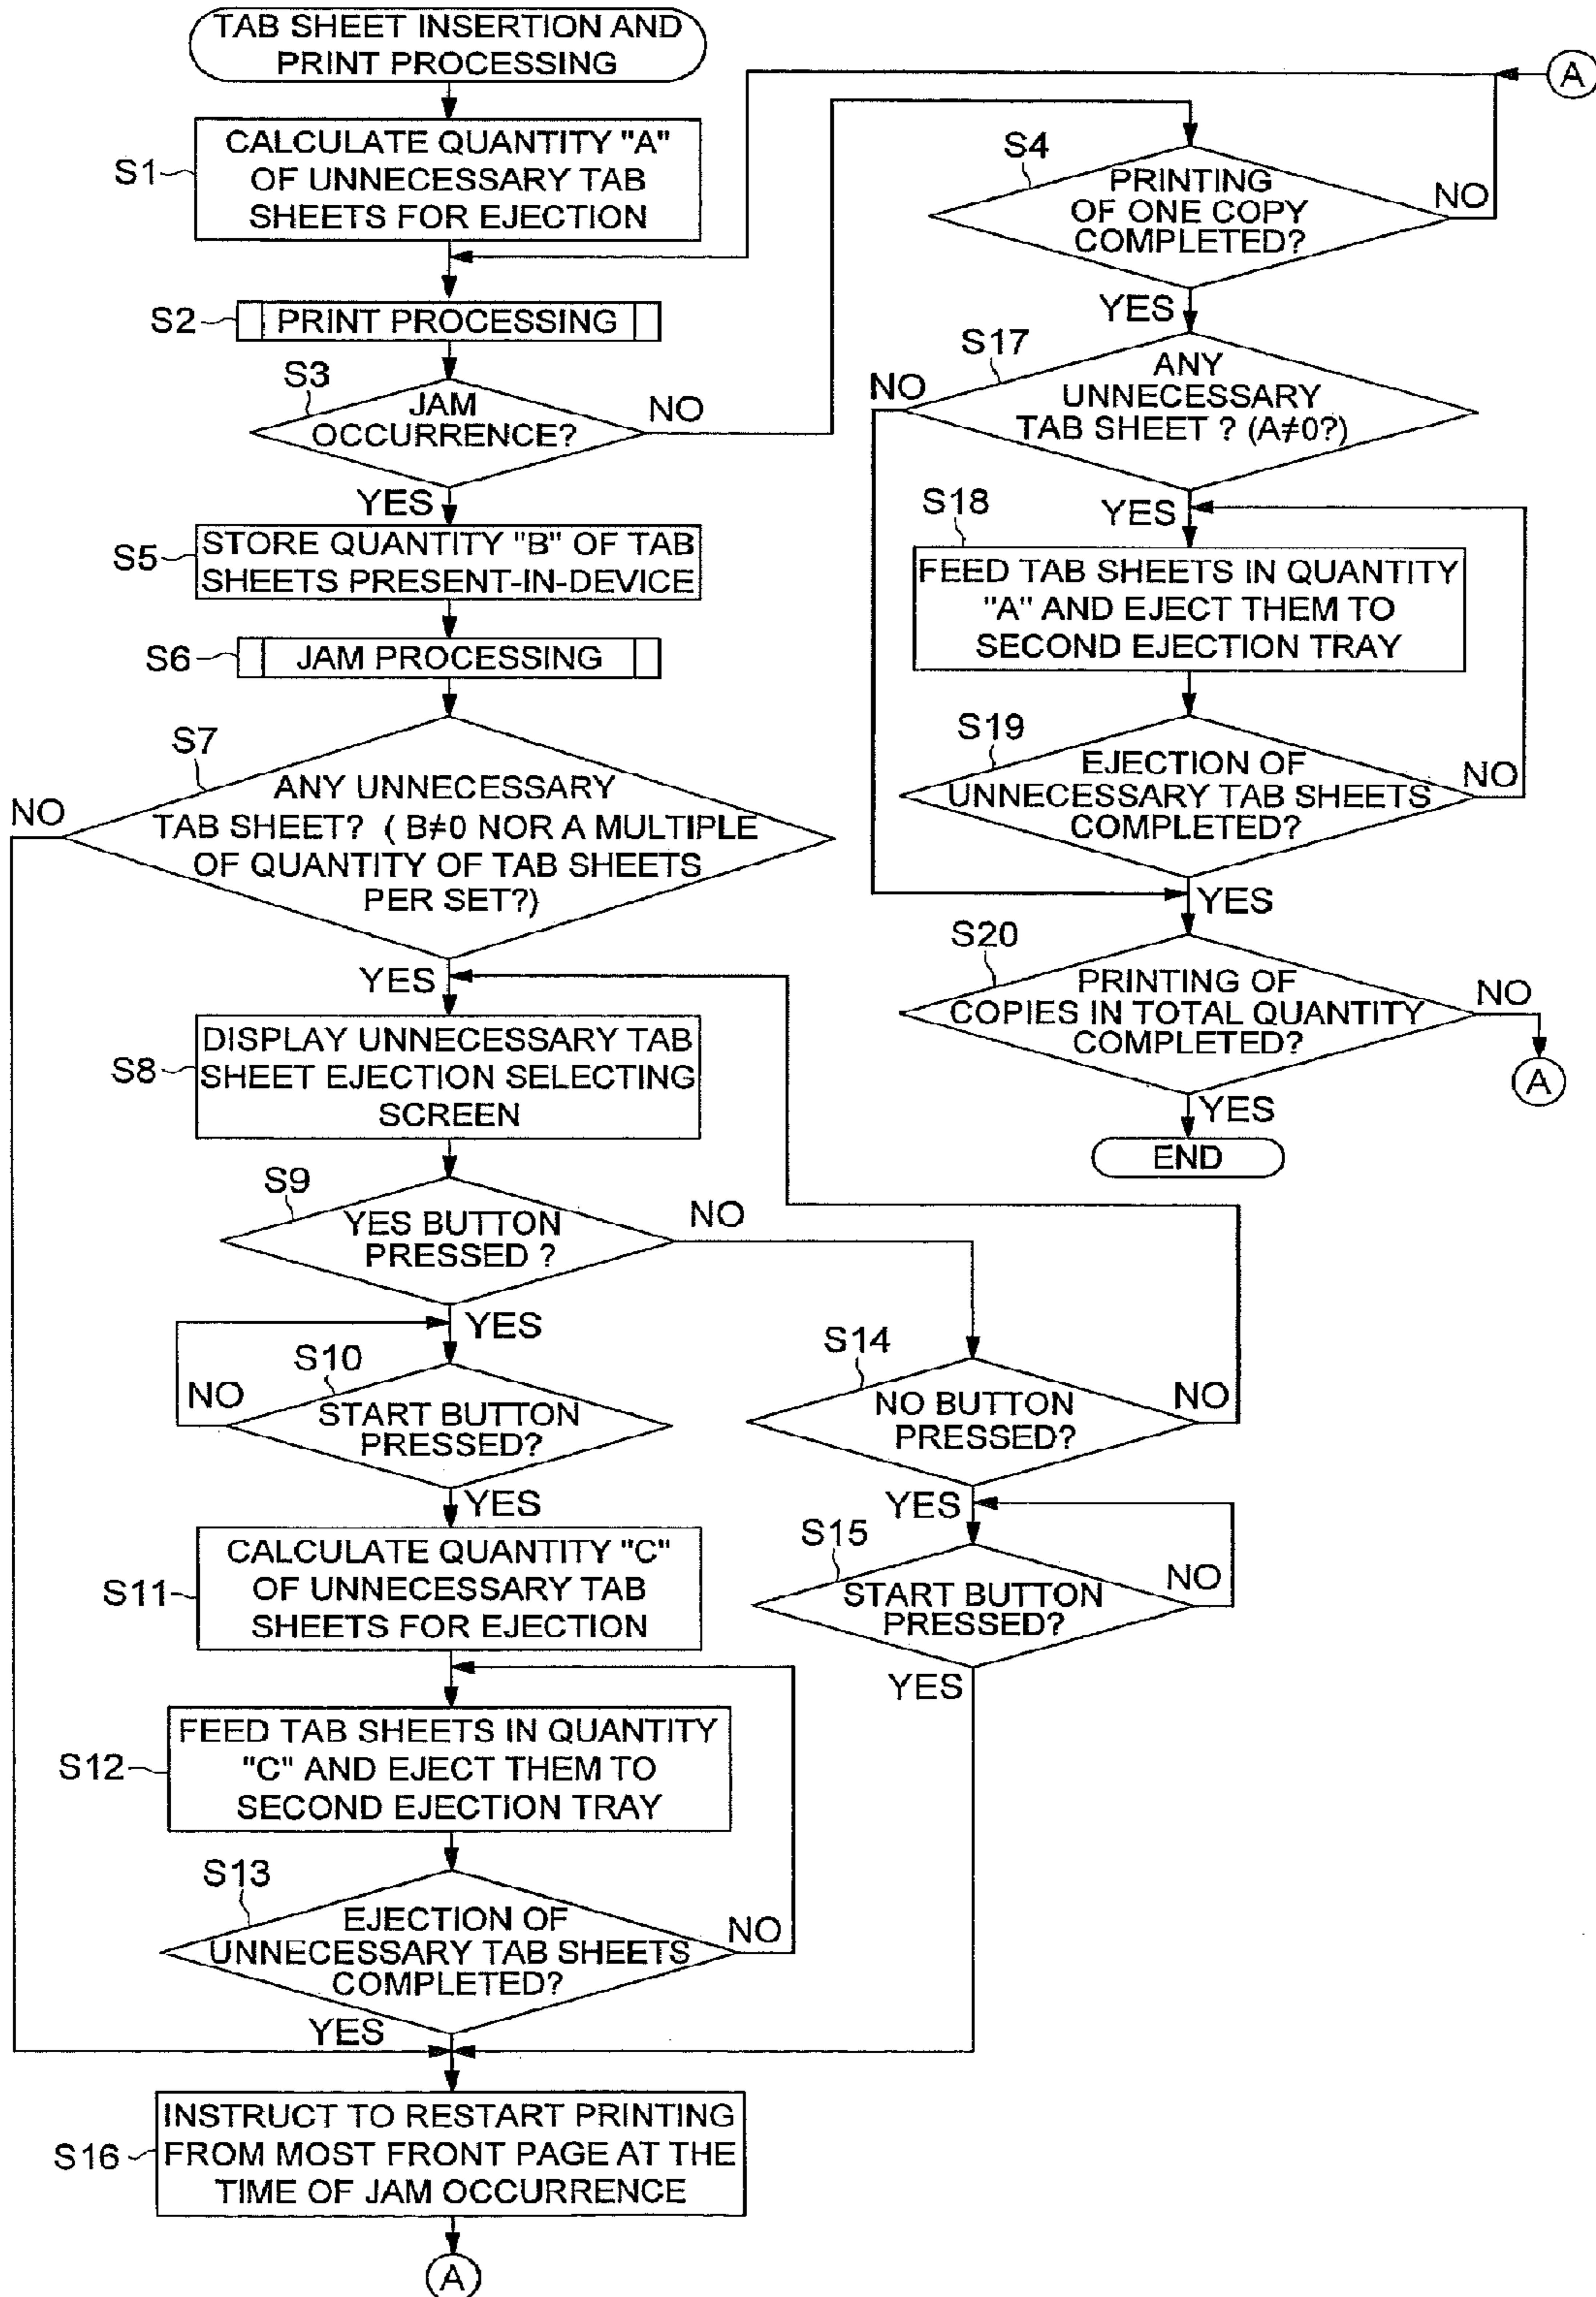 TAB SHEET INSERTION AND
PRINT PROCESSING
S1
CALCULATE QUANTITY "A"
OF UNNECESSARY TAB
SHEETS FOR EJECTION
S2
PRINT PROCESSING
S3
JAM
OCCURRENCE?
NO
YES
S5
STORE QUANTITY "B" OF TAB
SHEETS PRESENT-IN-DEVICE
S6
JAM PROCESSING
S7
NO
ANY UNNECESSARY
TAB SHEET? ( B≠0 NOR A MULTIPLE
OF QUANTITY OF TAB SHEETS
PER SET?)
YES
S8
DISPLAY UNNECESSARY TAB
SHEET EJECTION SELECTING
SCREEN
S9
YES BUTTON
PRESSED ?
NO
YES
S10
NO
START BUTTON
PRESSED?
YES
S11
CALCULATE QUANTITY "C"
OF UNNECESSARY TAB
SHEETS FOR EJECTION
S12
FEED TAB SHEETS IN QUANTITY
"C" AND EJECT THEM TO
SECOND EJECTION TRAY
S13
EJECTION OF
UNNECESSARY TAB SHEETS
COMPLETED?
NO
YES
S14
NO BUTTON
PRESSED?
NO
YES
S15
START BUTTON
PRESSED?
NO
YES
S16
INSTRUCT TO RESTART PRINTING
FROM MOST FRONT PAGE AT THE
TIME OF JAM OCCURRENCE
A
A
S4
PRINTING
OF ONE COPY
COMPLETED?
NO
YES
S17
NO
ANY
UNNECESSARY
TAB SHEET ? (A≠0?)
YES
S18
FEED TAB SHEETS IN QUANTITY
"A" AND EJECT THEM TO
SECOND EJECTION TRAY
S19
EJECTION OF
UNNECESSARY TAB SHEETS
COMPLETED?
NO
YES
S20
PRINTING OF
COPIES IN TOTAL QUANTITY
COMPLETED?
NO
A
YES
END